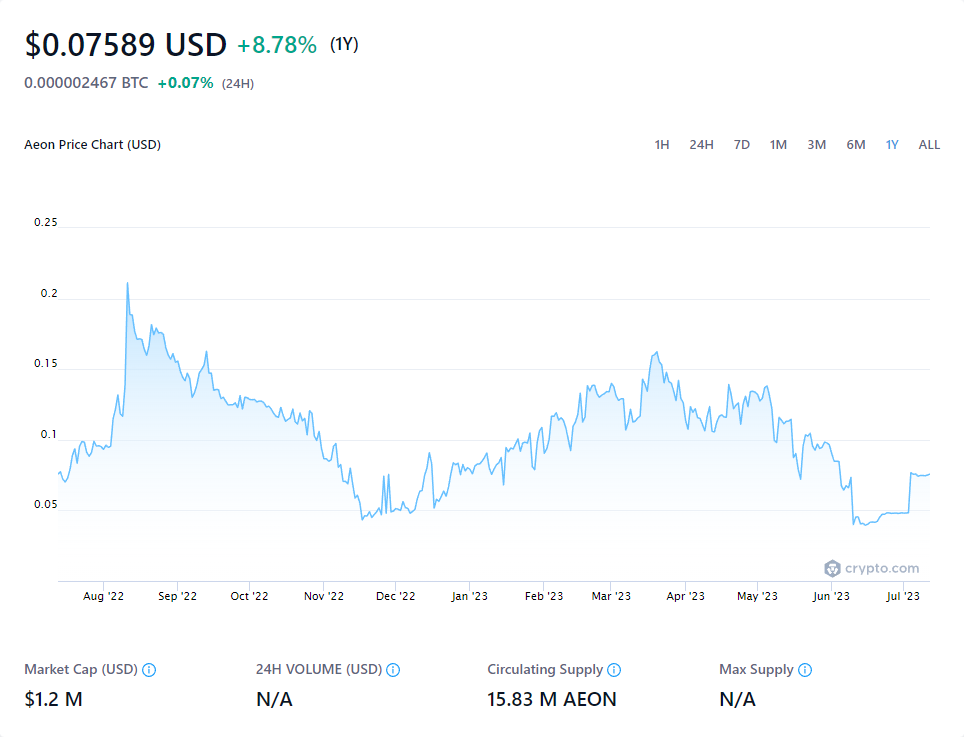 $0.07589 USD +8.78% (1Y)
0.000002467 BTC +0.07% (24H)
Aeon Price Chart (USD) 1H 24H 7D 1M 3M 6M 1Y ALL
0.25
0.2
0.15
0.1
0.05
crypto.com
Aug '22 Sep '22 Oct '22 Nov '22 Dec '22 Jan '23 Feb '23 Mar '23 Apr '23 May '23 Jun '23 Jul '23
Market Cap (USD) 24H VOLUME (USD) Circulating Supply Max Supply
$1.2 M N/A 15.83 M AEON N/A